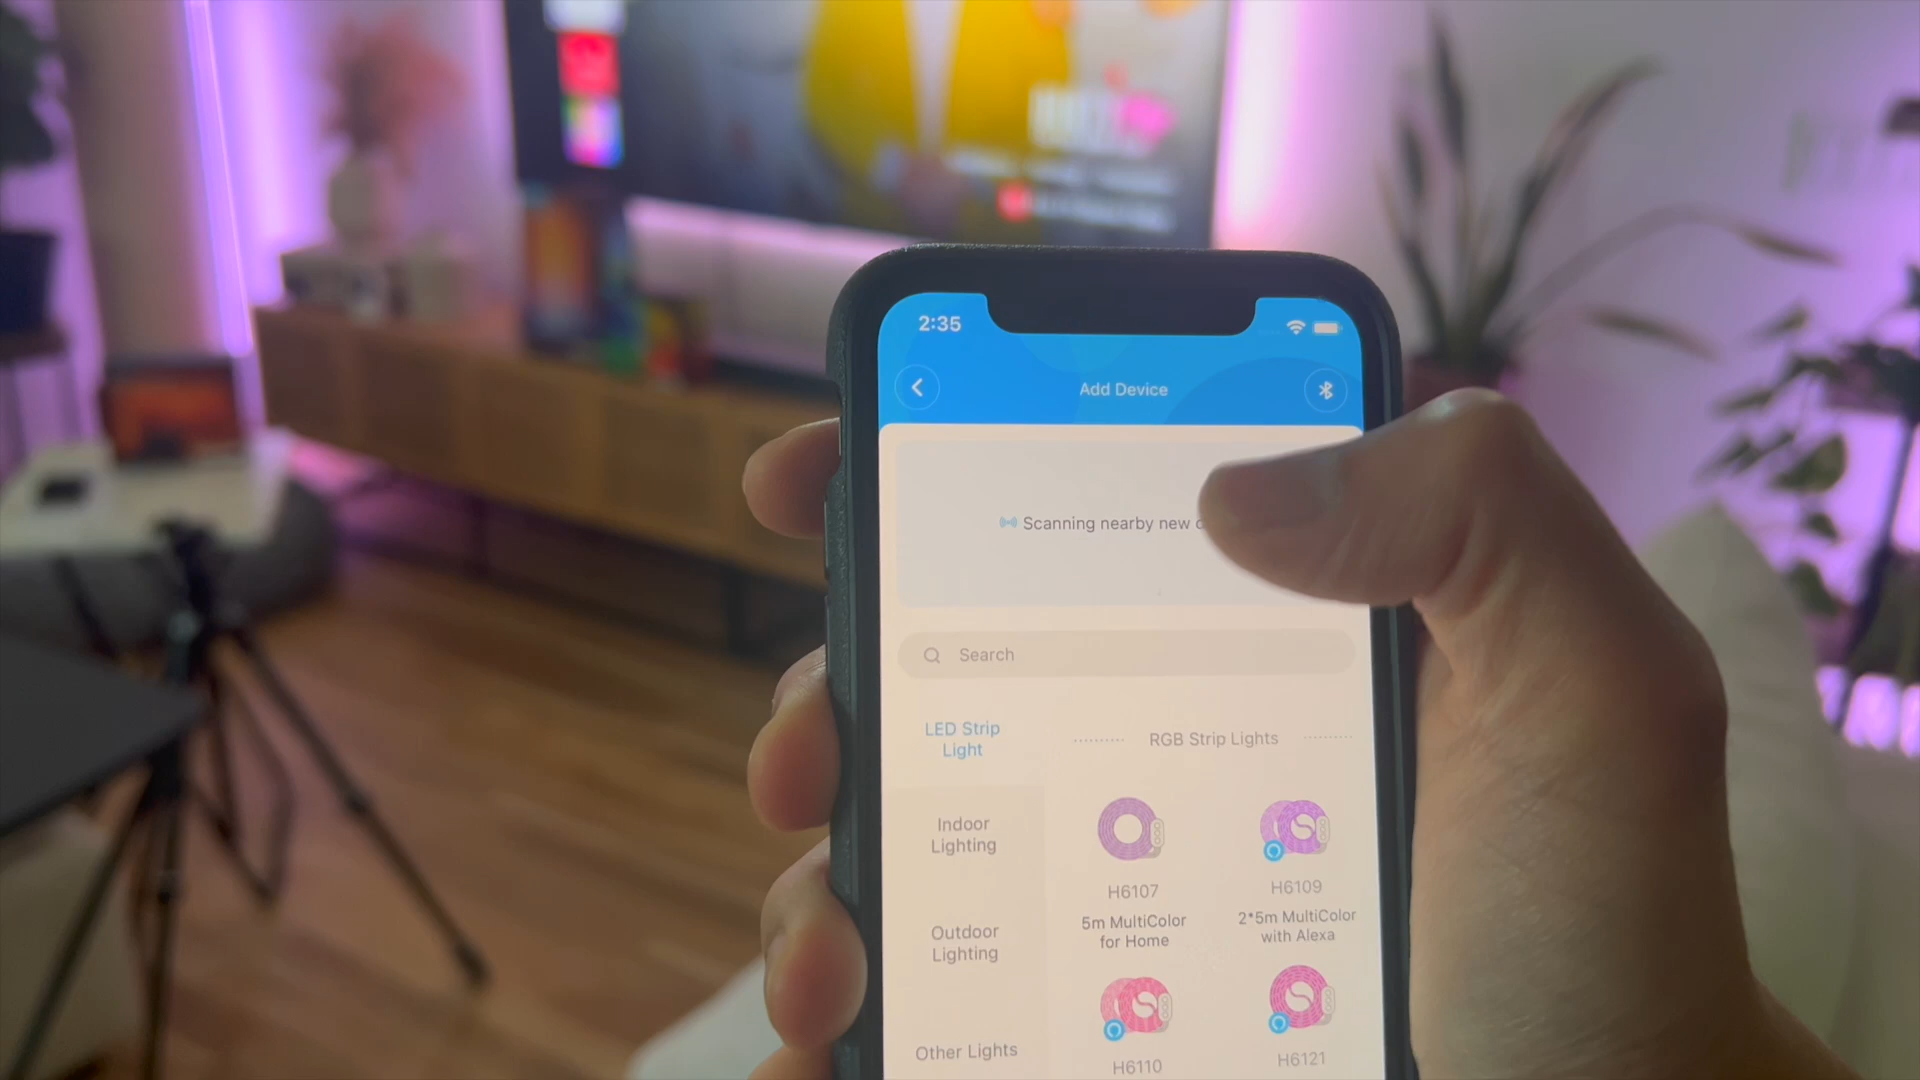 2:35
Add Device
Scanning nearby new
Search
LED Strip
Light
RGB Strip Lights
Indoor
Lighting
H6107
5m MultiColor
for Home
H6109
2*5m MultiColor
with Alexa
Outdoor
Lighting
Other Lights
H6110
H6121